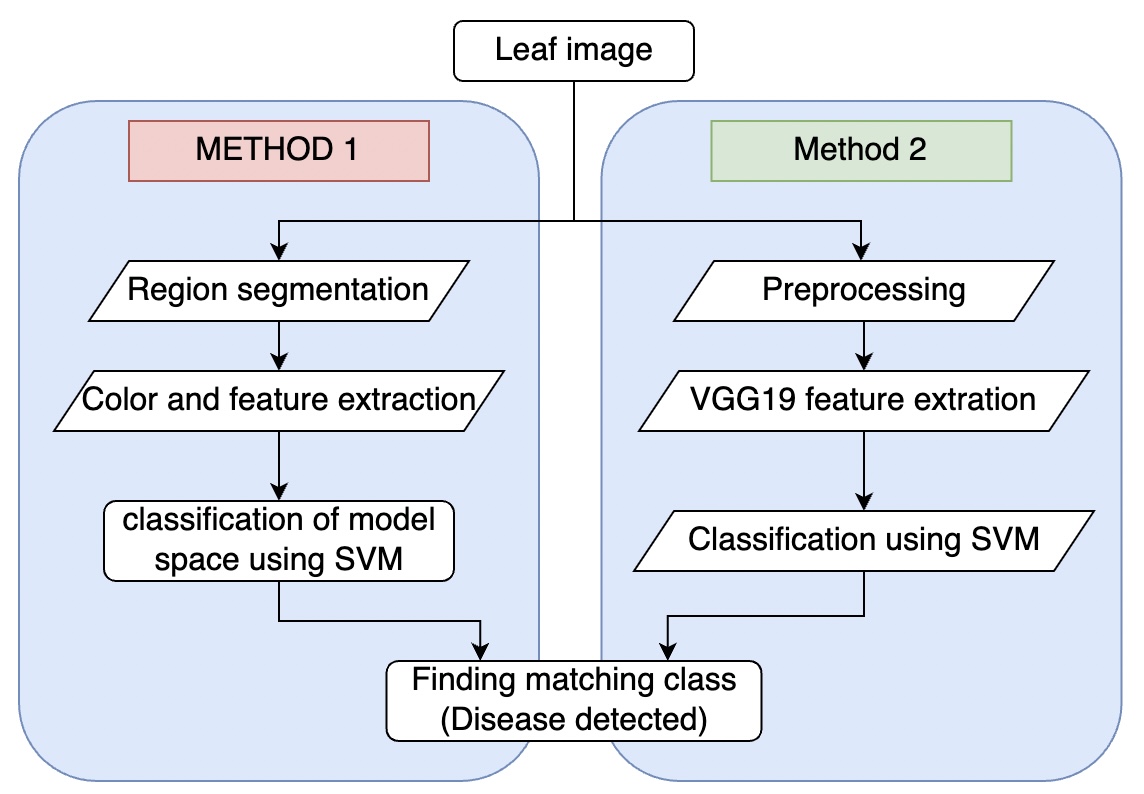 Leaf image
METHOD 1
Method 2
Region segmentation
Preprocessing
Color and feature extraction
VGG19 feature extration
classification of model
space using SVM
Classification using SVM
Finding matching class
(Disease detected)